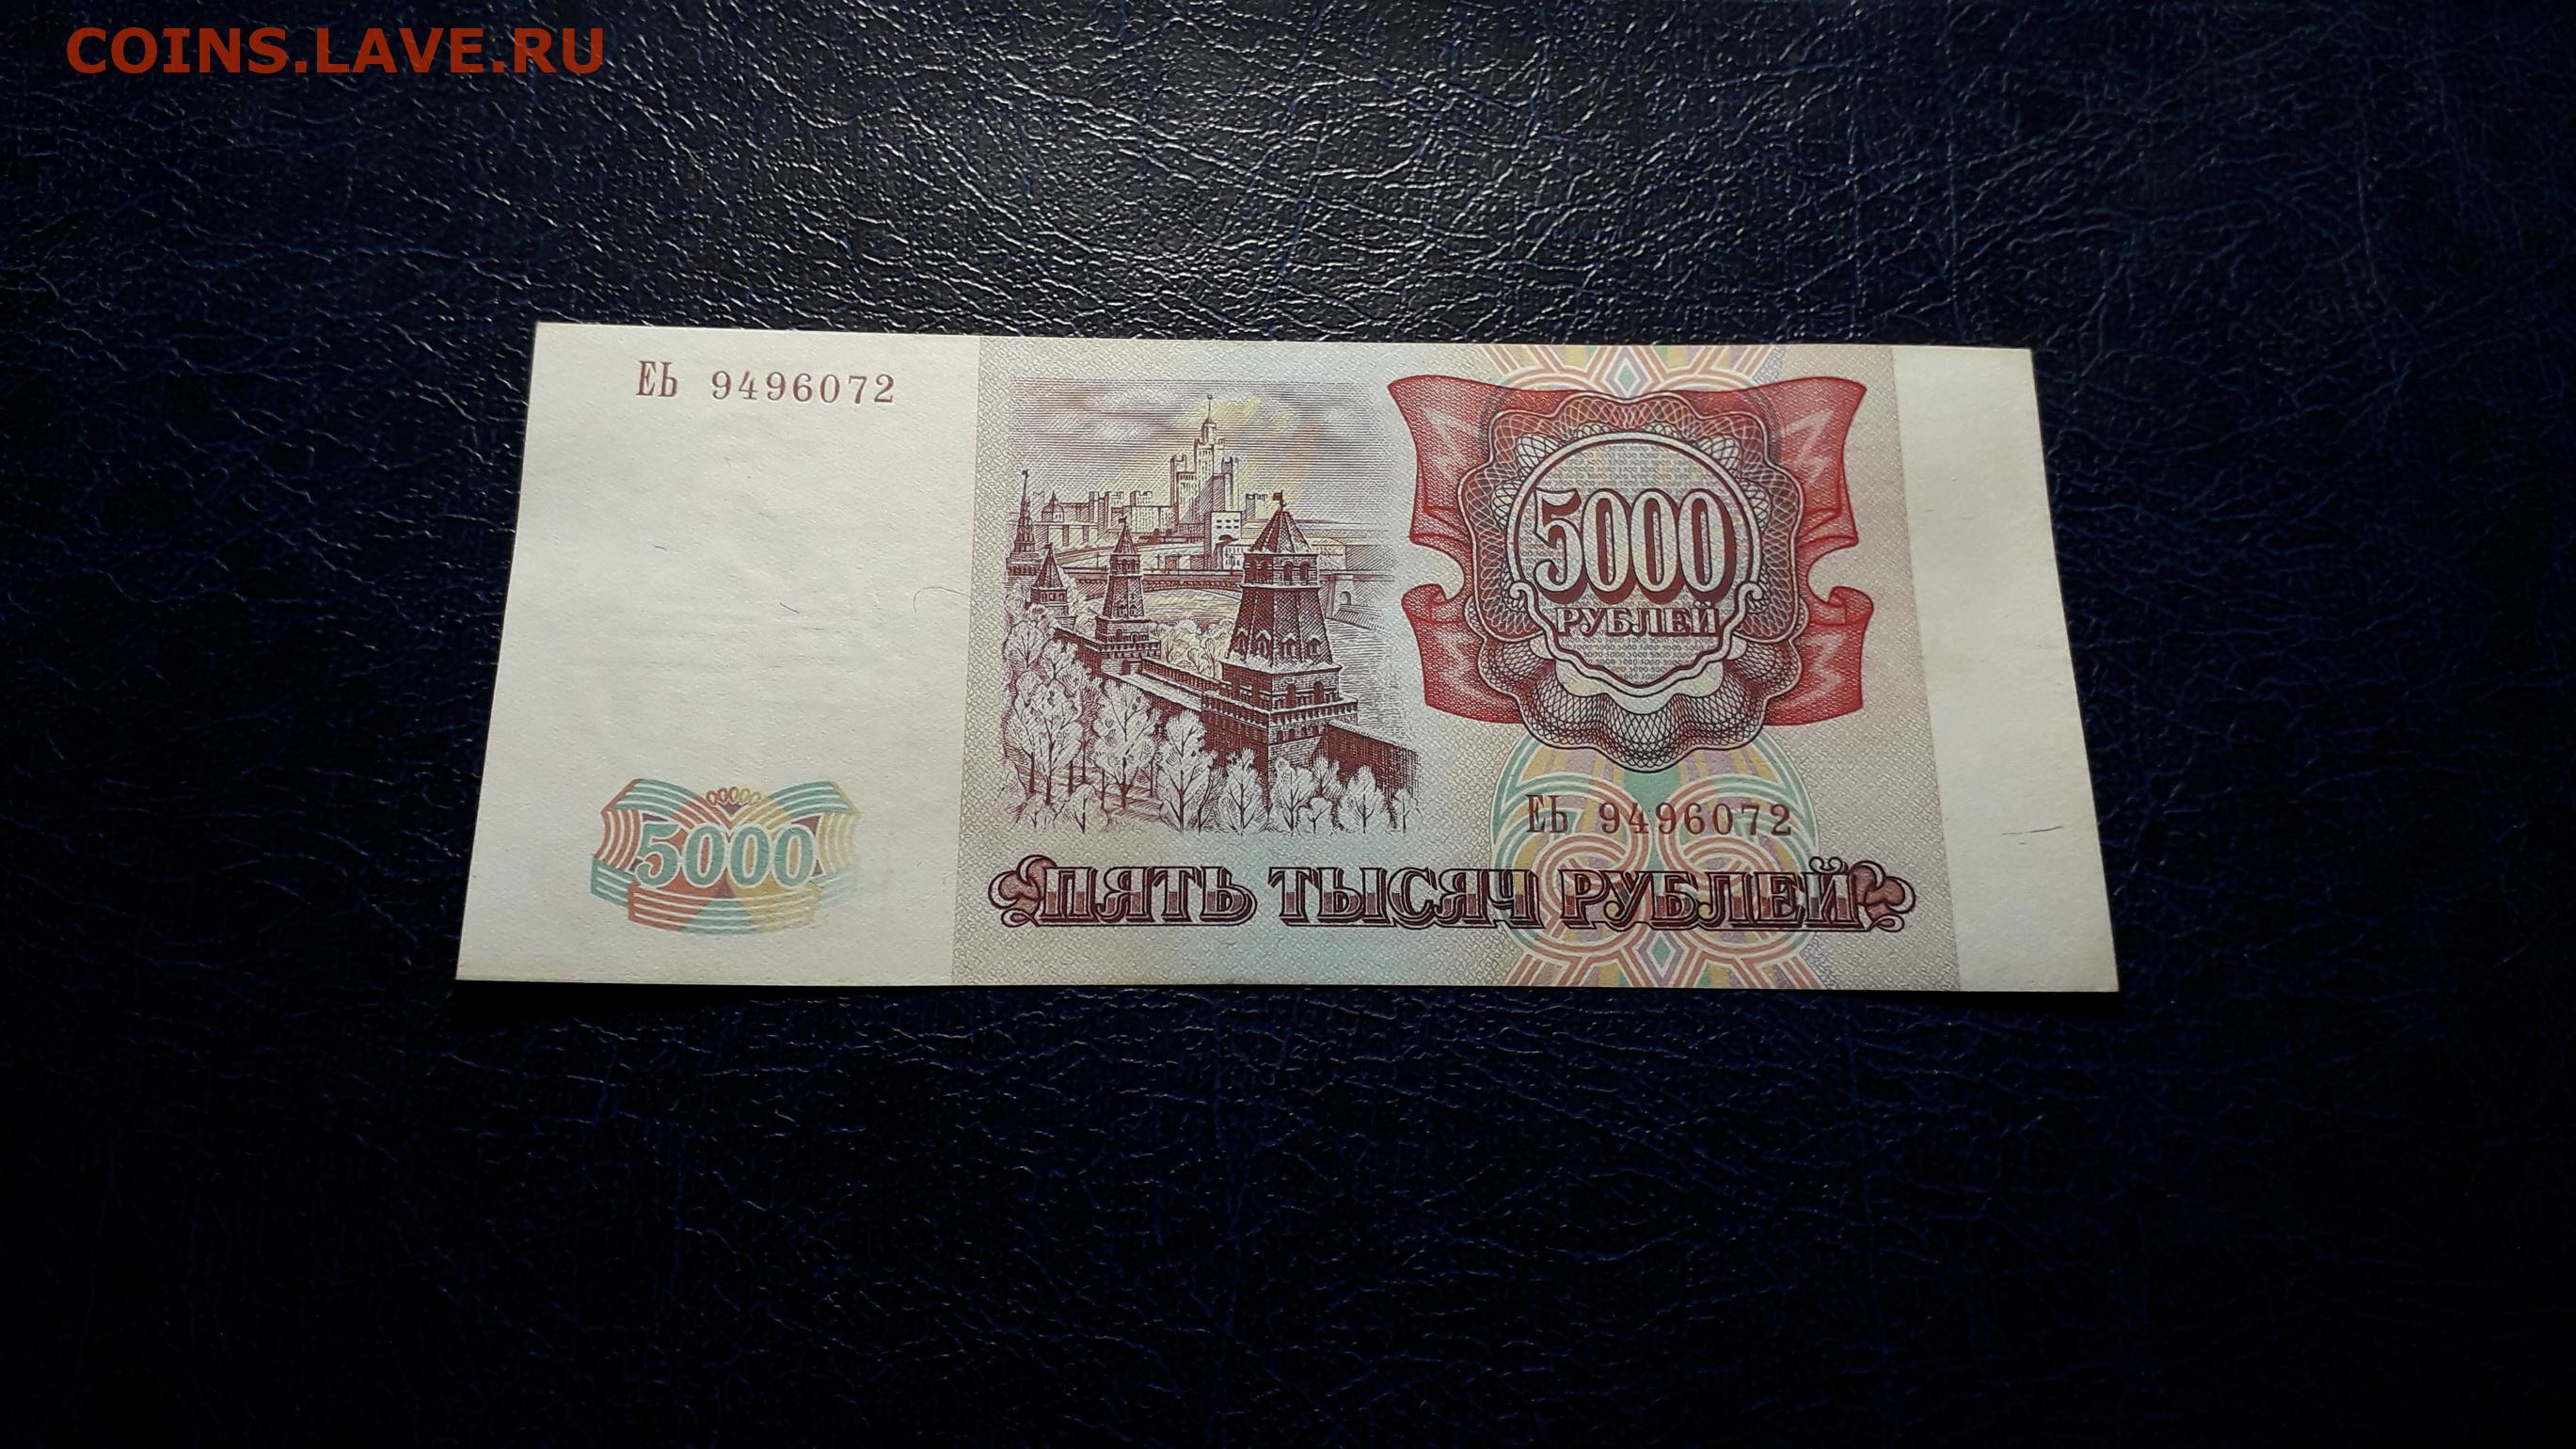 COINS.LAVE.RU
ЕЬ 9496072
5000
РУБЛЕЙ
ЕЬ 9496072
5000
ПЯТЬ ТЫСЯЧ РУБЛЕЙ